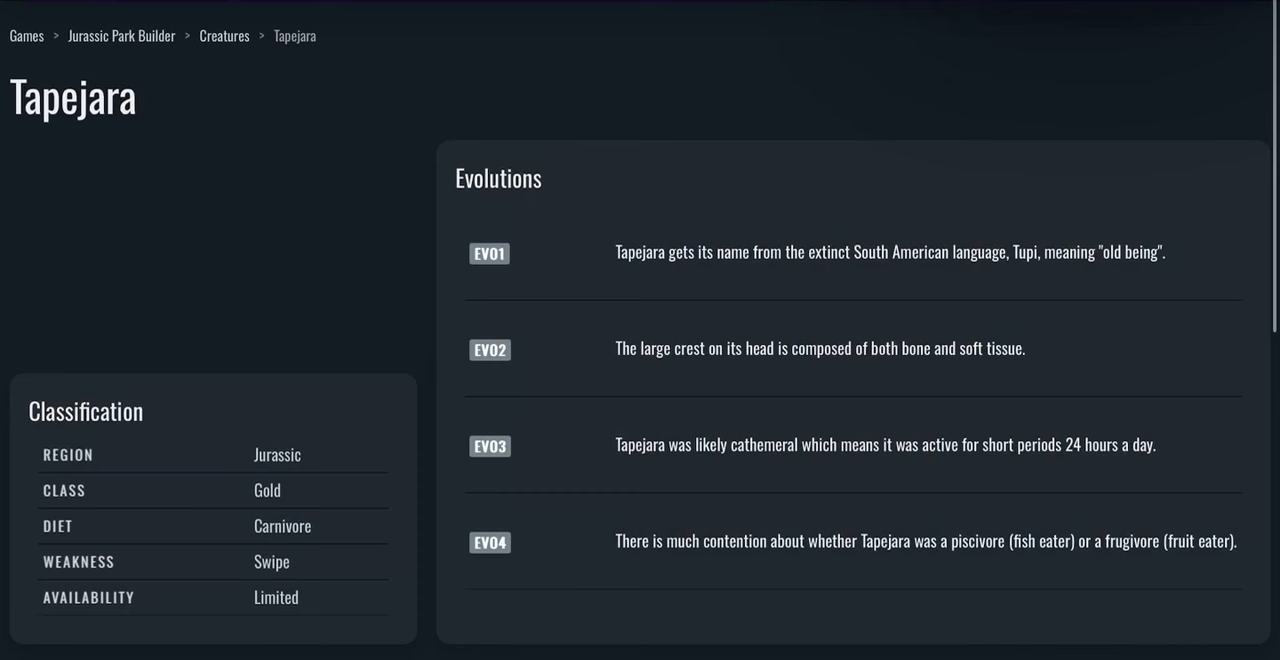 Games > Jurassic Park Builder > Creatures > Tapejara
Tapejara
Evolutions
EVO1 Tapejara gets its name from the extinct South American language, Tupi, meaning "old being".
EVO2 The large crest on its head is composed of both bone and soft tissue.
EVO3 Tapejara was likely cathemeral which means it was active for short periods 24 hours a day.
EVO4 There is much contention about whether Tapejara was a piscivore (fish eater) or a frugivore (fruit eater).
Classification
REGION Jurassic
CLASS Gold
DIET Carnivore
WEAKNESS Swipe
AVAILABILITY Limited